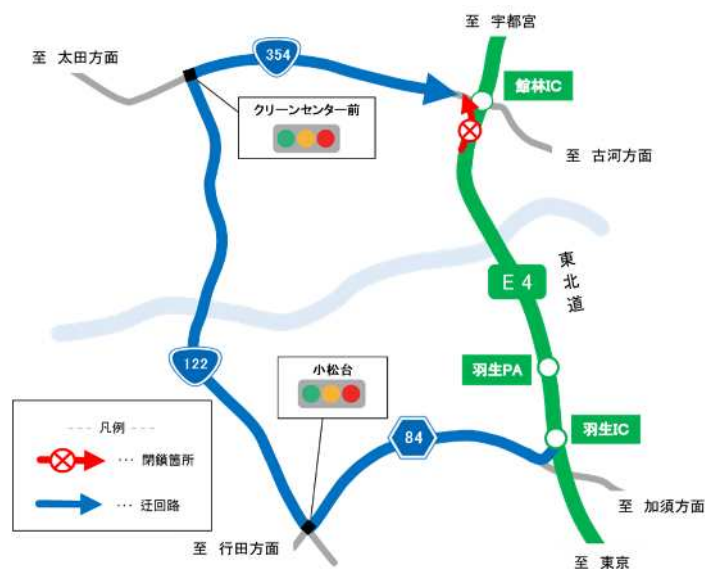 至 宇都宮
354
至 太田方面
館林IC
クリーンセンター前
至 古河方面
東北道
E 4
122
小松台
羽生PA
凡例
… 閉鎖箇所
… 迂回路
84
羽生IC
至 加須方面
至 行田方面
至 東京